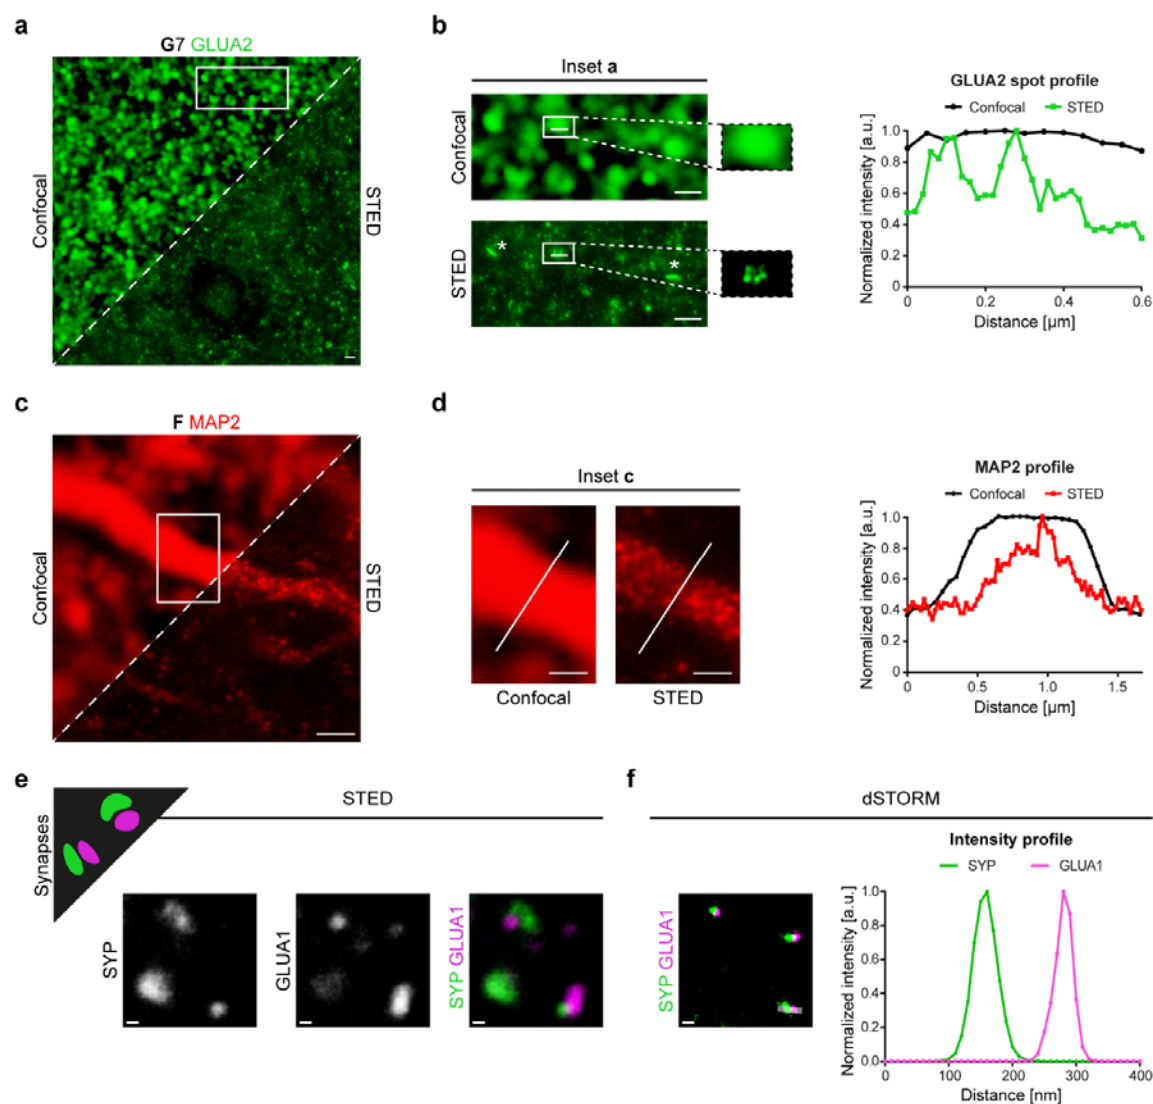 a
G7 GLUA2
Confocal
STED
b
Inset a
Confocal
STED
*
*
GLUA2 spot profile
Confocal STED
Normalized intensity [a.u.]
1.0
0.8
0.6
0.4
0.2
0
0 0.2 0.4 0.6
Distance [µm]
c
F MAP2
Confocal
STED
d
Inset c
Confocal
STED
MAP2 profile
Confocal STED
Normalized intensity [a.u.]
1.0
0.8
0.6
0.4
0.2
0
0 0.5 1.0 1.5
Distance [µm]
e
Synapses
STED
SYP
GLUA1
SYP GLUA1
f
dSTORM
SYP GLUA1
Intensity profile
SYP GLUA1
Normalized intensity [a.u.]
1.0
0.8
0.6
0.4
0.2
0.0
0 100 200 300 400
Distance [nm]